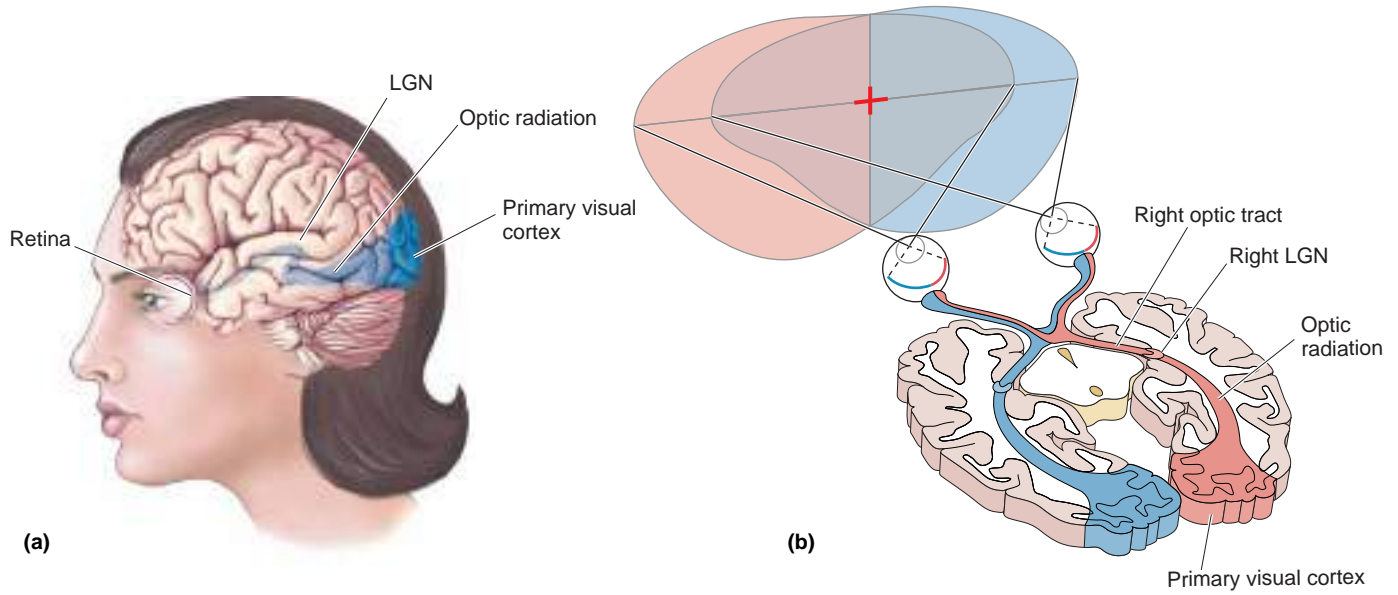 LGN
Optic radiation
Primary visual
cortex
Retina
(a)
Right optic tract
Right LGN
Optic
radiation
(b)
Primary visual cortex